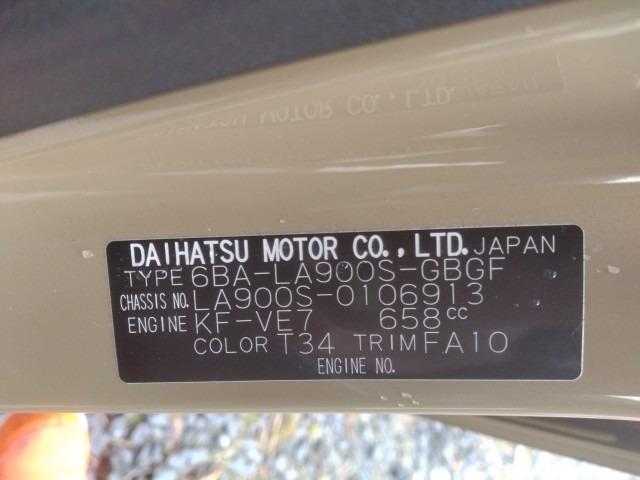 DAIHATSU MOTOR CO., LTD. JAPAN
TYPE 6BA-LA900S-GBGF
CHASSIS NO. LA900S-0106913
ENGINE KF-VE7 658cc
COLOR T34 TRIM FA10
ENGINE NO.